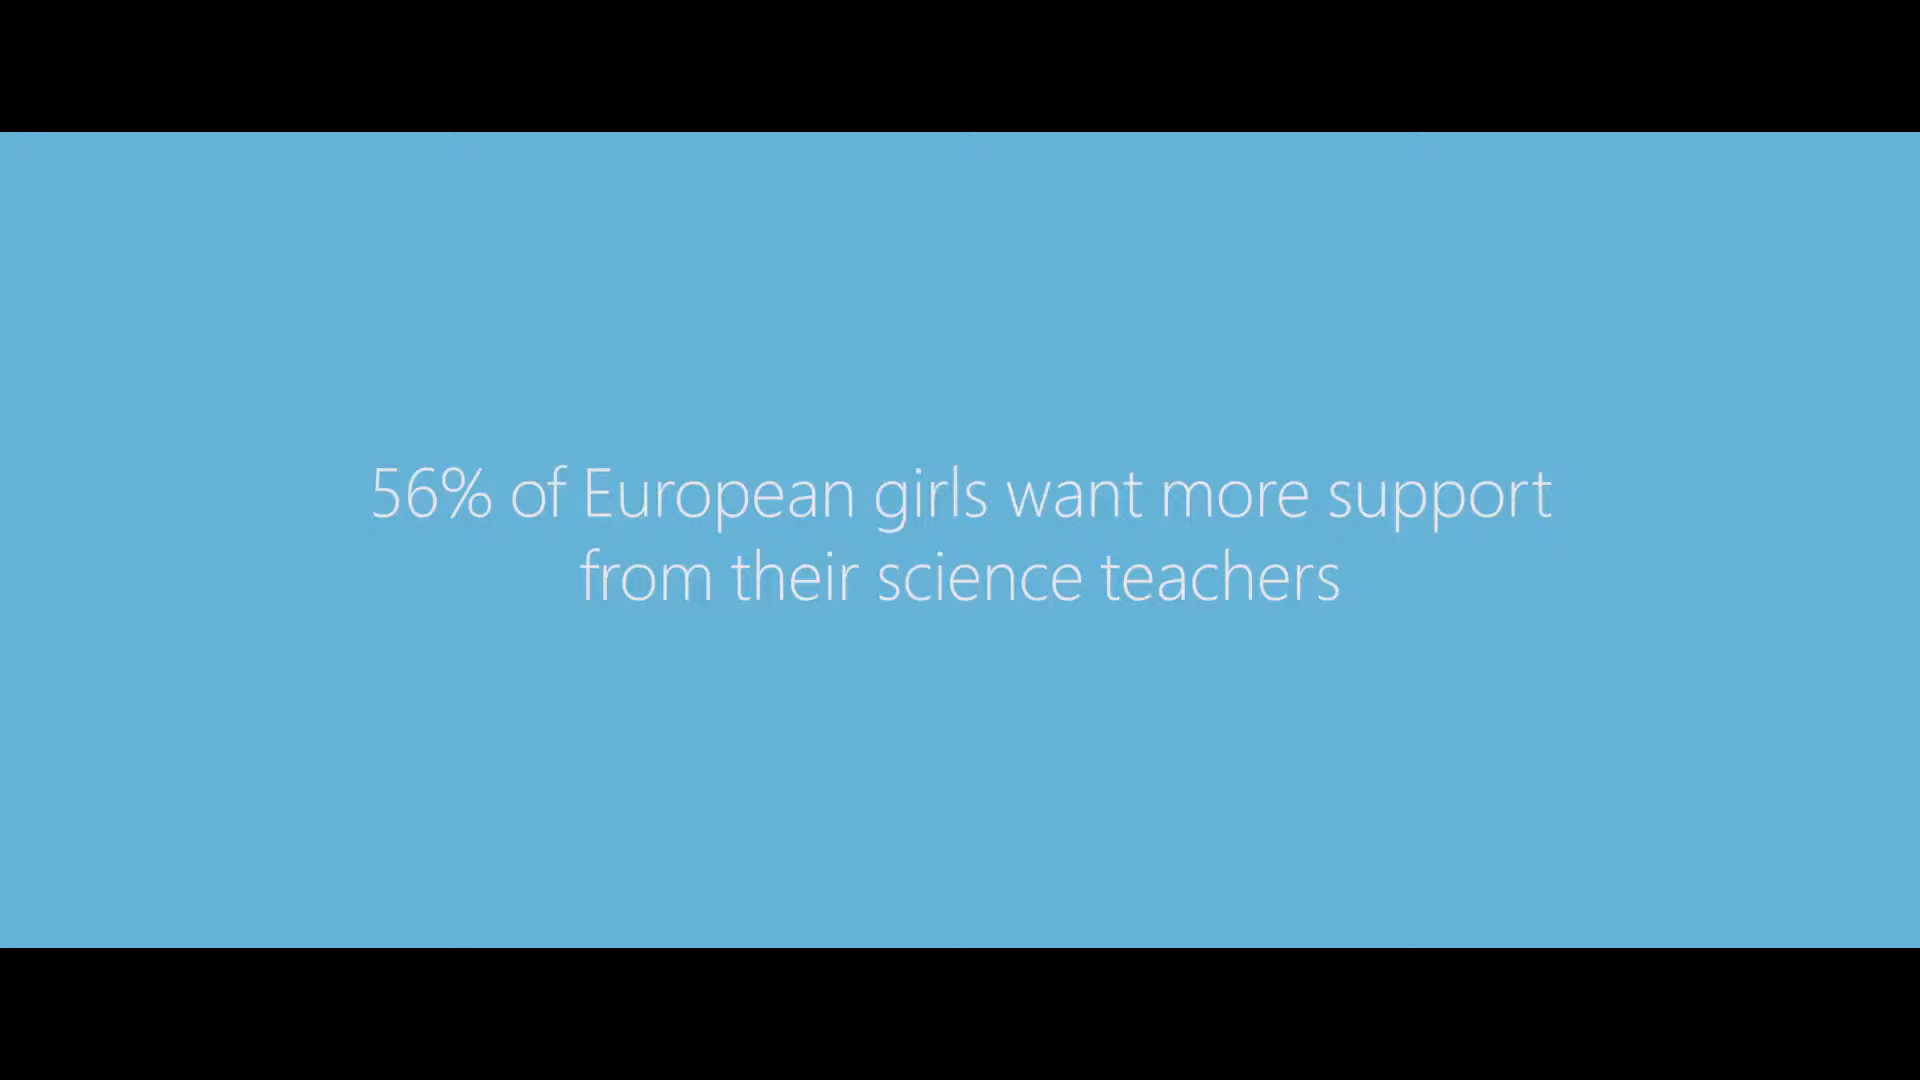 56% of European girls want more support
from their science teachers